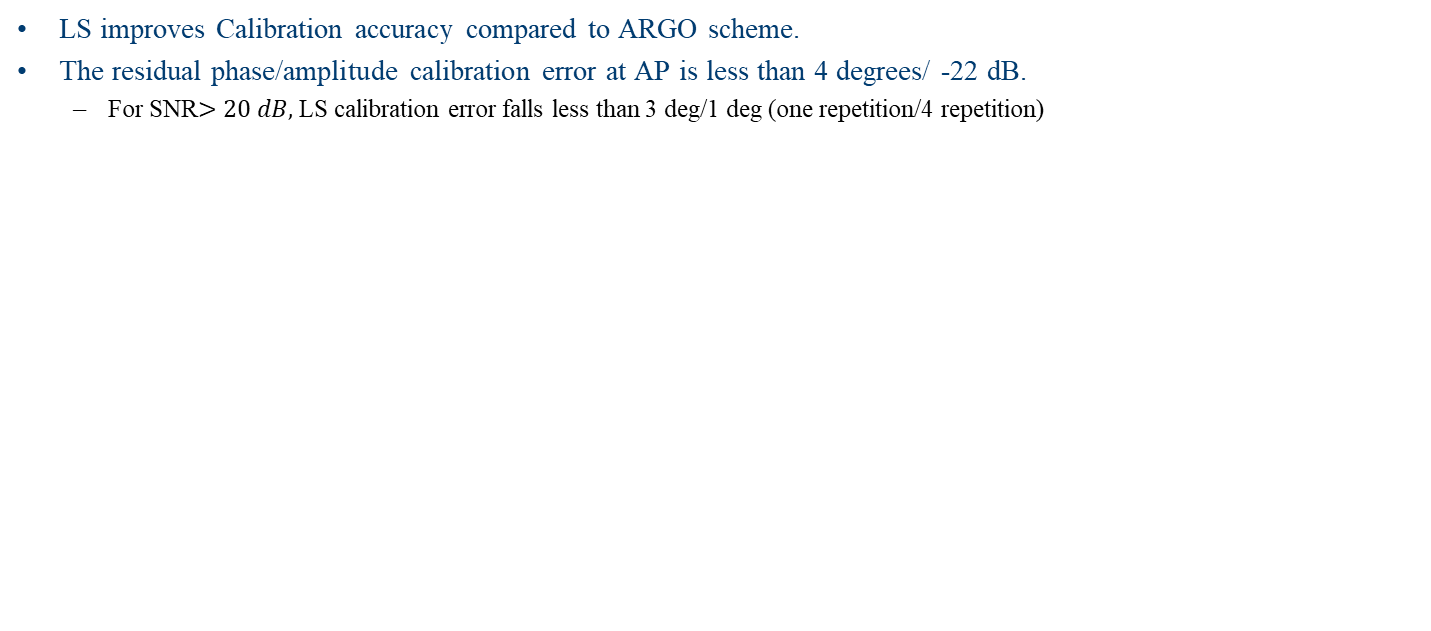 • LS improves Calibration accuracy compared to ARGO scheme.
• The residual phase/amplitude calibration error at AP is less than 4 degrees/ -22 dB.
– For SNR> 20 dB, LS calibration error falls less than 3 deg/1 deg (one repetition/4 repetition)